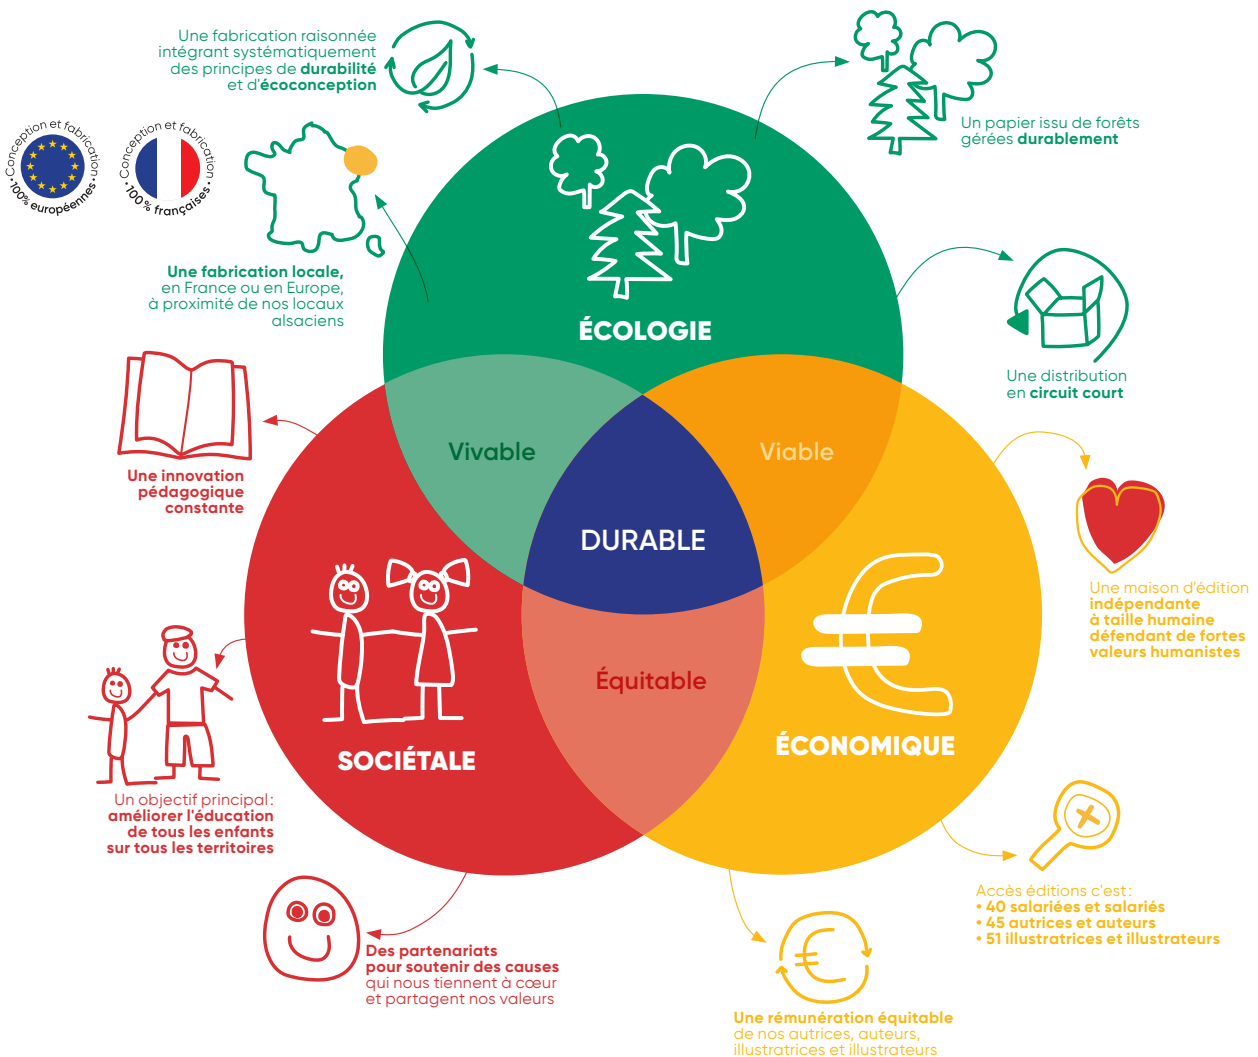 Une fabrication raisonnée
intégrant systématiquement
des principes de durabilité
et d'écoconception
Un papier issu de forêts
gérées durablement
Conception et fabrication
• 100% européennes •
Conception et fabrication
• 100% françaises •
Une fabrication locale,
en France ou en Europe,
à proximité de nos locaux
alsaciens
ÉCOLOGIE
Une distribution
en circuit court
Une innovation
pédagogique
constante
Vivable
Viable
DURABLE
Une maison d'édition
indépendante
à taille humaine
défendant de fortes
valeurs humanistes
Équitable
SOCIÉTALE
ÉCONOMIQUE
Un objectif principal :
améliorer l'éducation
de tous les enfants
sur tous les territoires
Accès éditions c'est :
• 40 salariées et salariés
• 45 autrices et auteurs
• 51 illustratrices et illustrateurs
Des partenariats
pour soutenir des causes
qui nous tiennent à cœur
et partagent nos valeurs
Une rémunération équitable
de nos autrices, auteurs,
illustratrices et illustrateurs